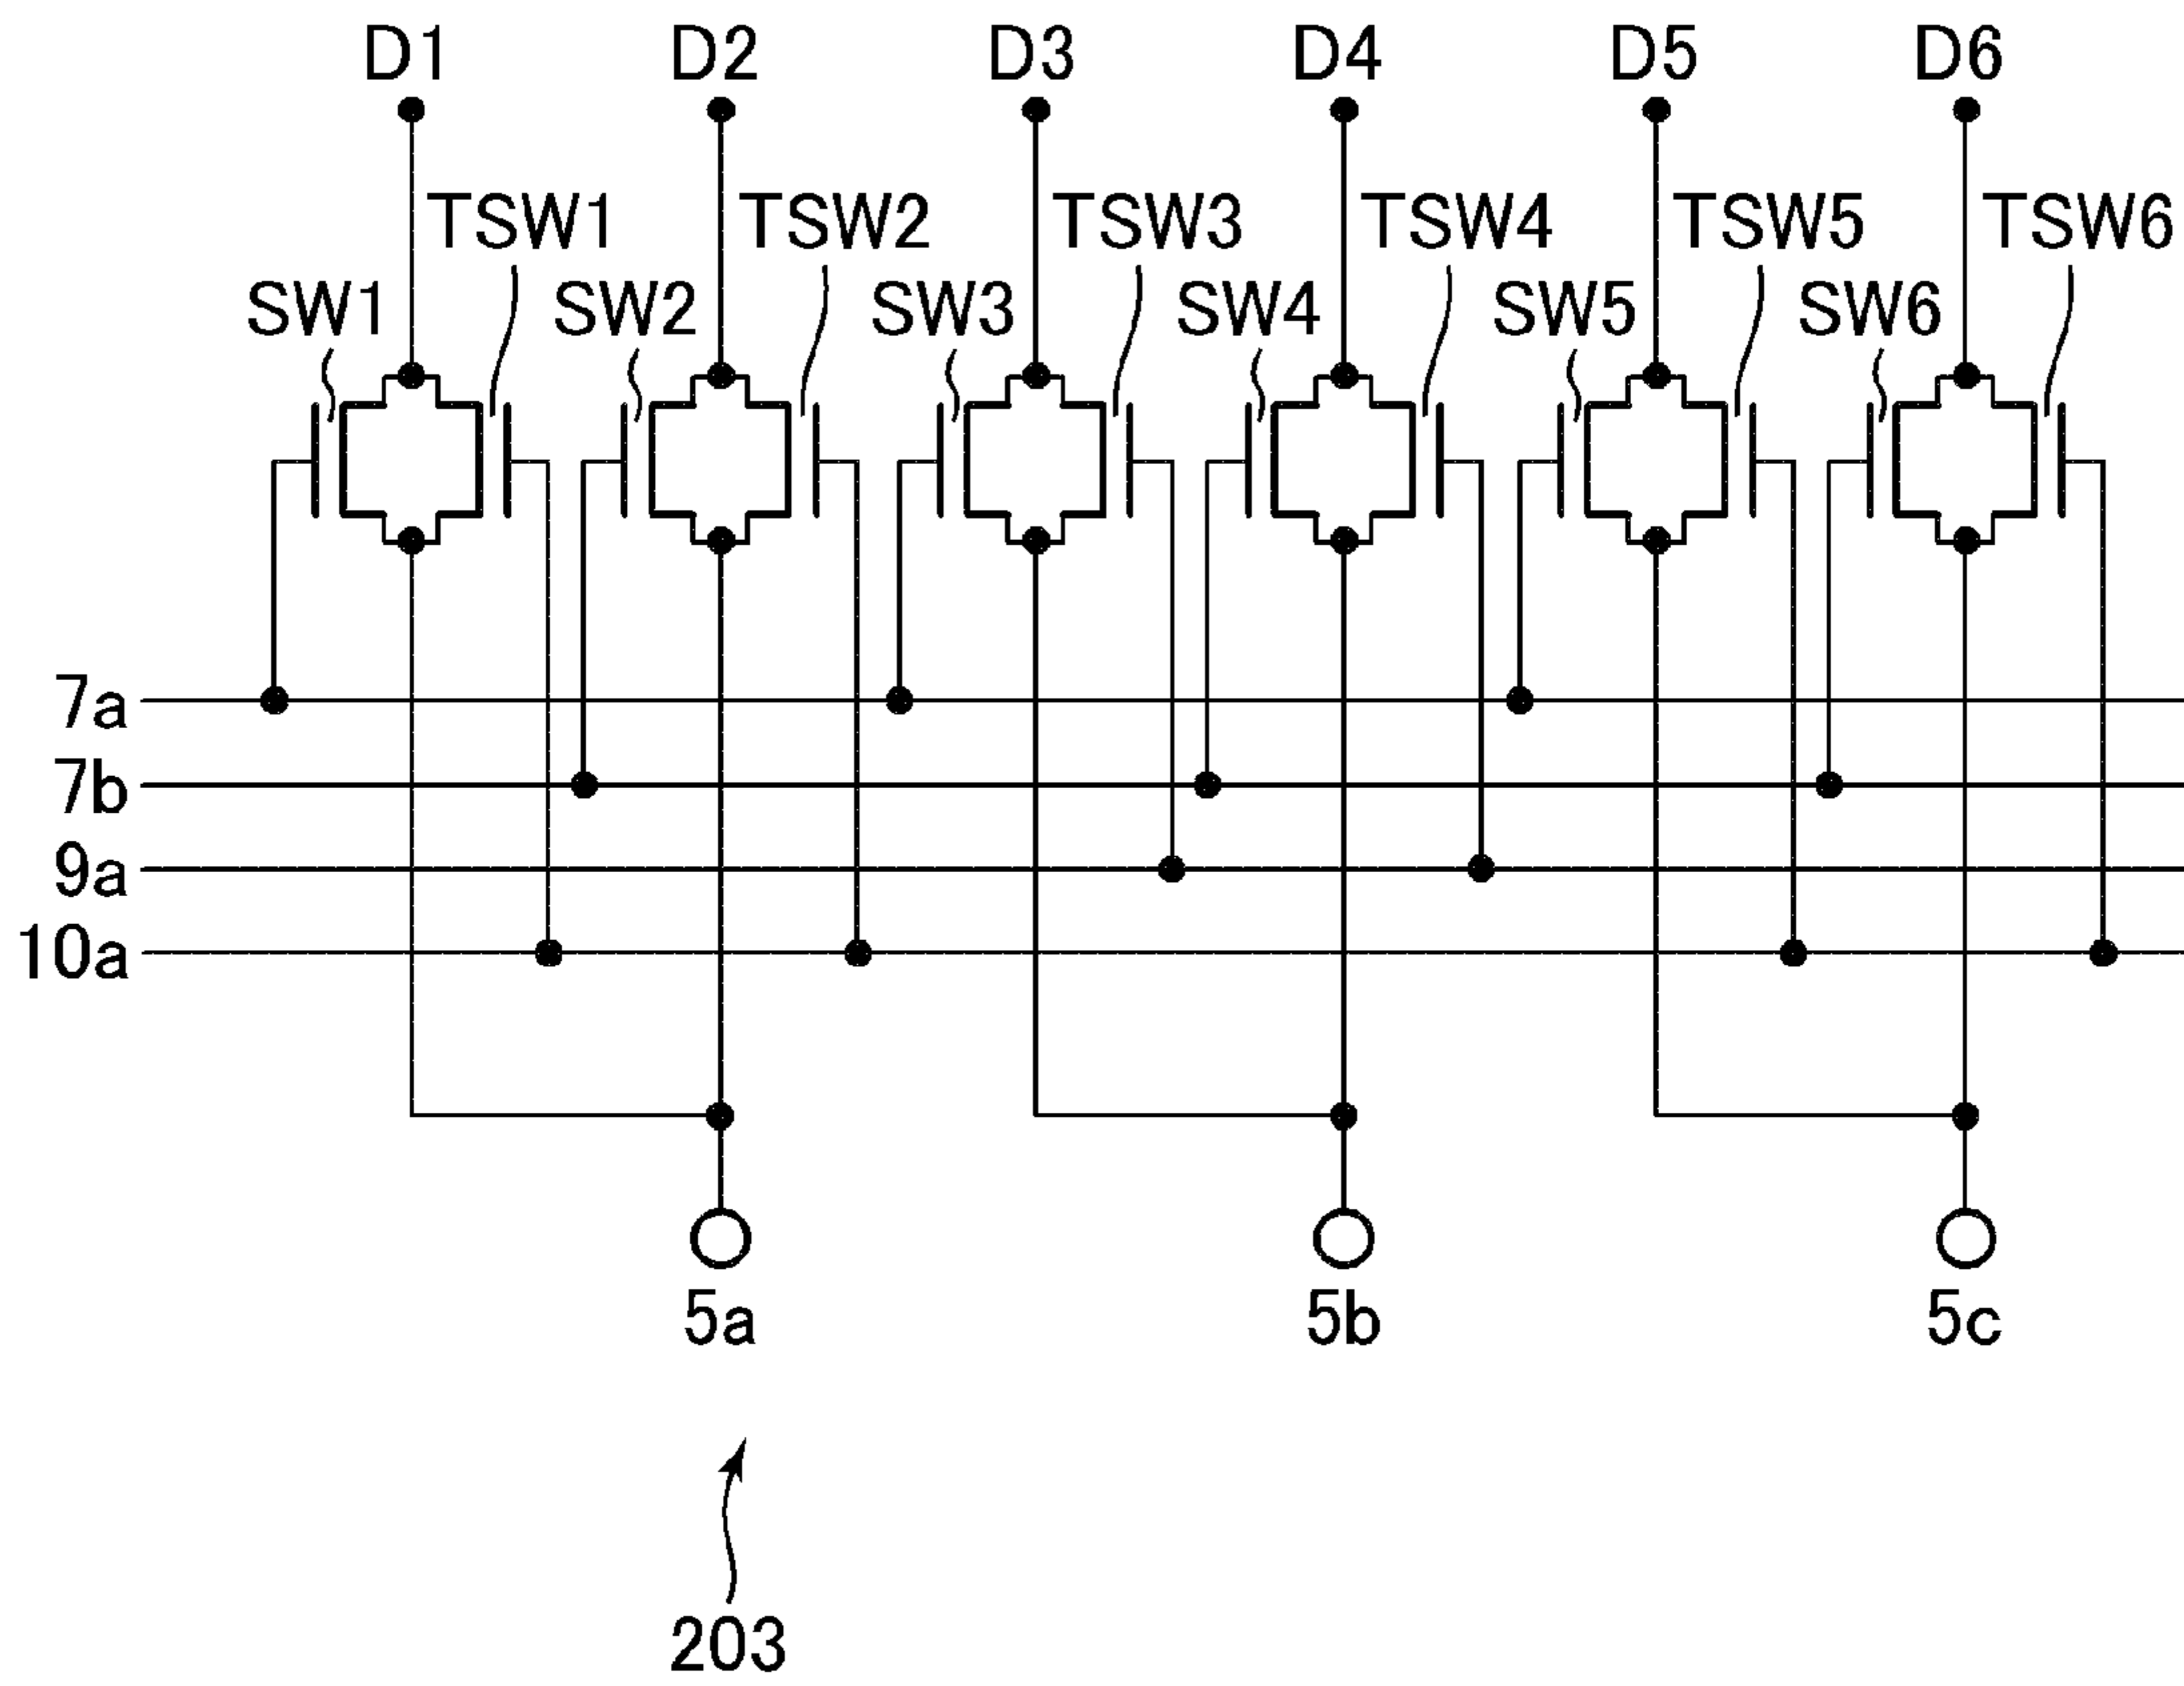 D1 D2 D3 D4 D5 D6
TSW1 TSW2 TSW3 TSW4 TSW5 TSW6
SW1 SW2 SW3 SW4 SW5 SW6
7a
7b
9a
10a
5a 5b 5c
203